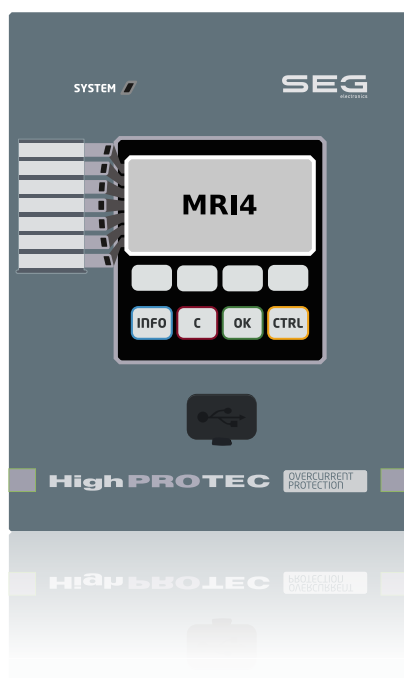 SYSTEM
SEG
electronics
MRI4
INFO
C
OK
CTRL
HighPROTEC
OVERCURRENT
PROTECTION